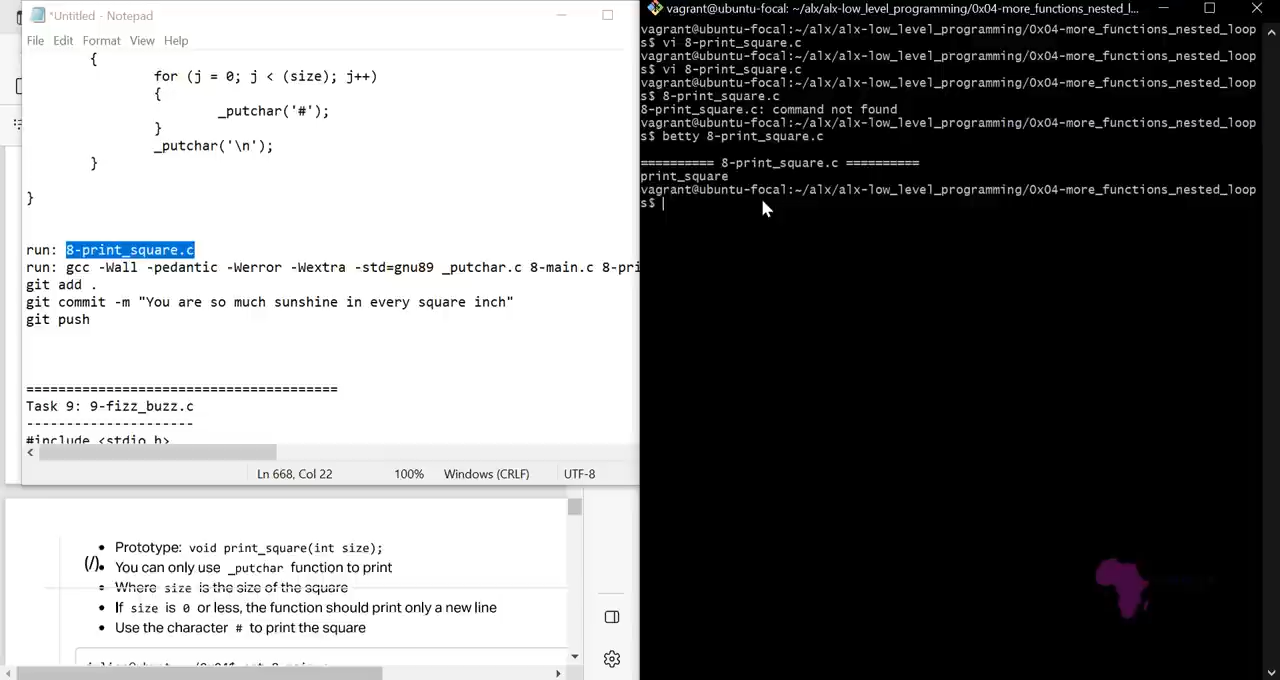 *Untitled - Notepad
File Edit Format View Help
{
for (j = 0; j < (size); j++)
{
_putchar('#');
}
_putchar('\n');
}
}
run: 8-print_square.c
run: gcc -Wall -pedantic -Werror -Wextra -std=gnu89 _putchar.c 8-main.c 8-pri
git add .
git commit -m "You are so much sunshine in every square inch"
git push
======================================
Task 9: 9-fizz_buzz.c
---------------------
#include <stdio.h>
Ln 668, Col 22 100% Windows (CRLF) UTF-8
• Prototype: void print_square(int size);
(/)
• You can only use _putchar function to print
• Where size is the size of the square
• If size is 0 or less, the function should print only a new line
• Use the character # to print the square
vagrant@ubuntu-focal: ~/alx/alx-low_level_programming/0x04-more_functions_nested_l...
vagrant@ubuntu-focal:~/alx/alx-low_level_programming/0x04-more_functions_nested_loop
s$ vi 8-print_square.c
vagrant@ubuntu-focal:~/alx/alx-low_level_programming/0x04-more_functions_nested_loop
s$ vi 8-print_square.c
vagrant@ubuntu-focal:~/alx/alx-low_level_programming/0x04-more_functions_nested_loop
s$ 8-print_square.c
8-print_square.c: command not found
vagrant@ubuntu-focal:~/alx/alx-low_level_programming/0x04-more_functions_nested_loop
s$ betty 8-print_square.c
========== 8-print_square.c ==========
print_square
vagrant@ubuntu-focal:~/alx/alx-low_level_programming/0x04-more_functions_nested_loop
s$